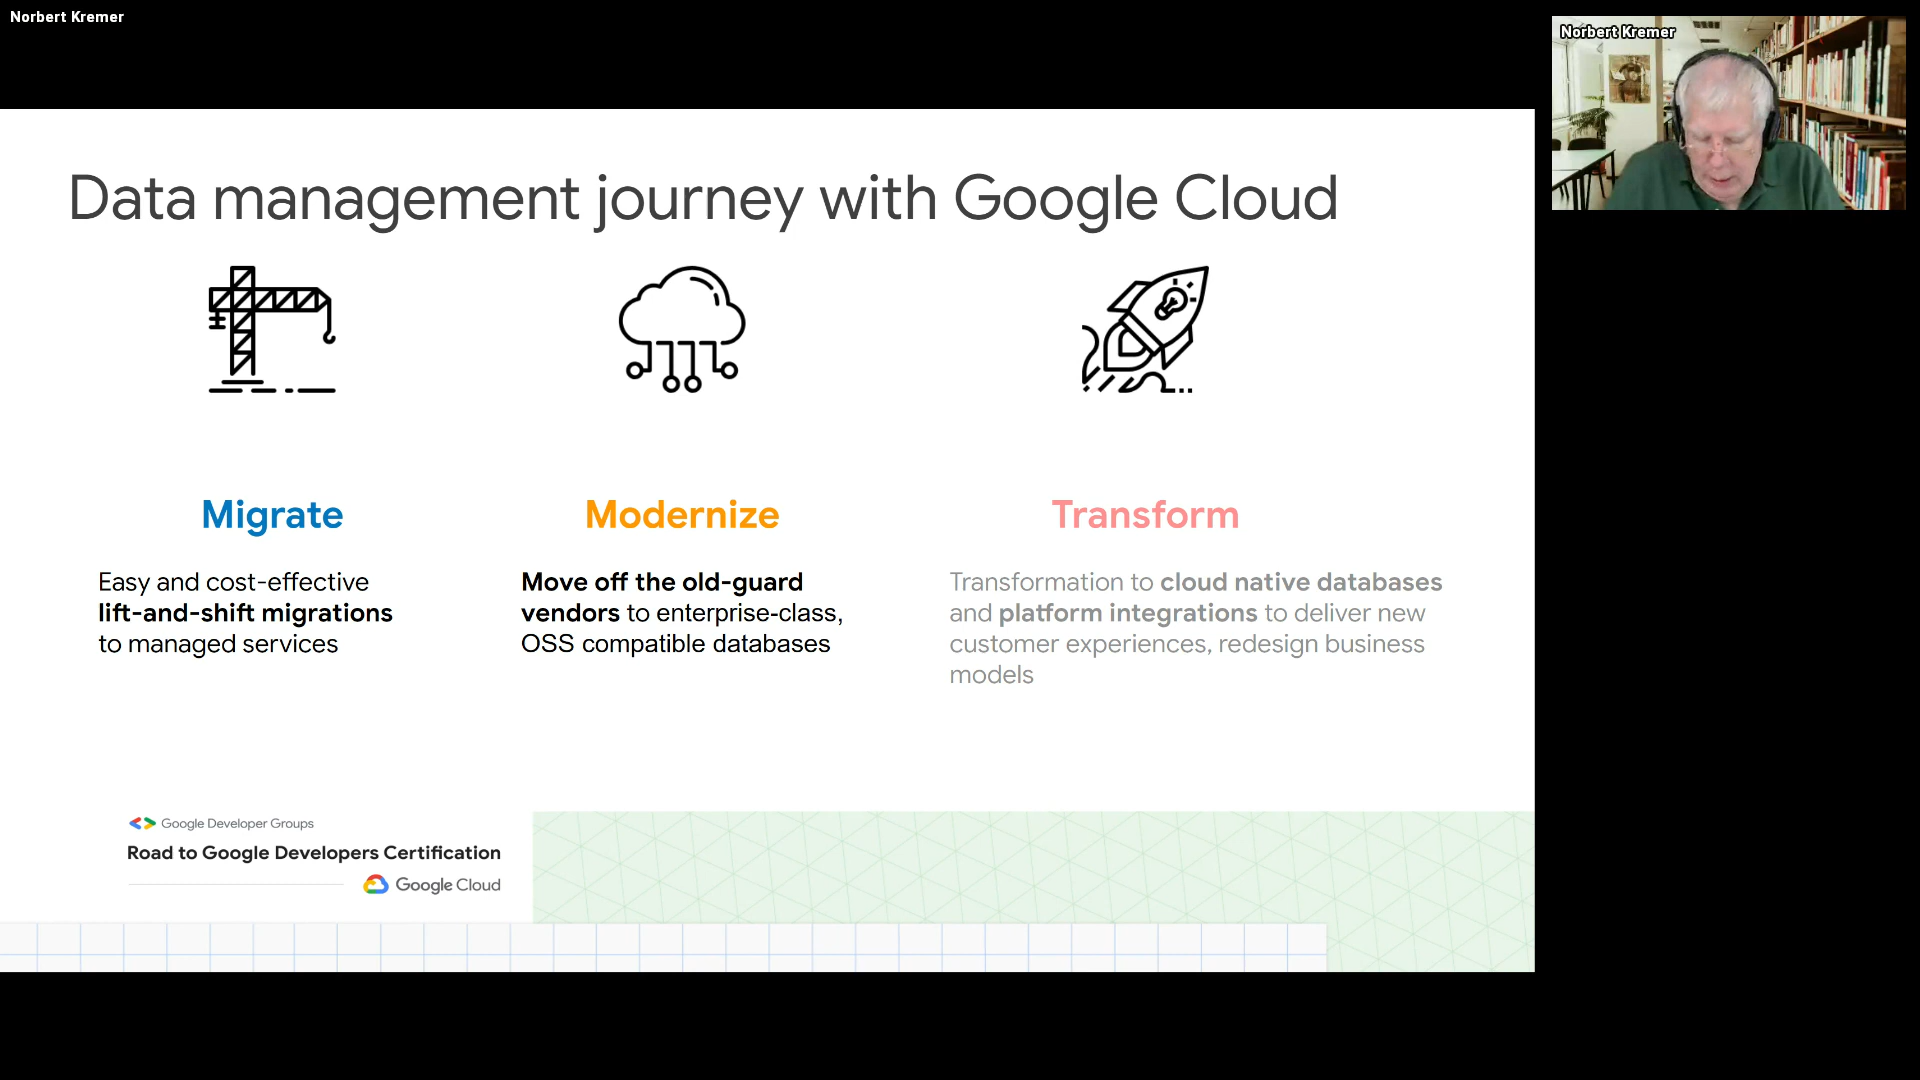 Norbert Kremer
Norbert Kremer
Data management journey with Google Cloud
Migrate
Easy and cost-effective
lift-and-shift migrations
to managed services
Modernize
Move off the old-guard
vendors to enterprise-class,
OSS compatible databases
Transform
Transformation to cloud native databases
and platform integrations to deliver new
customer experiences, redesign business
models
Google Developer Groups
Road to Google Developers Certification
Google Cloud